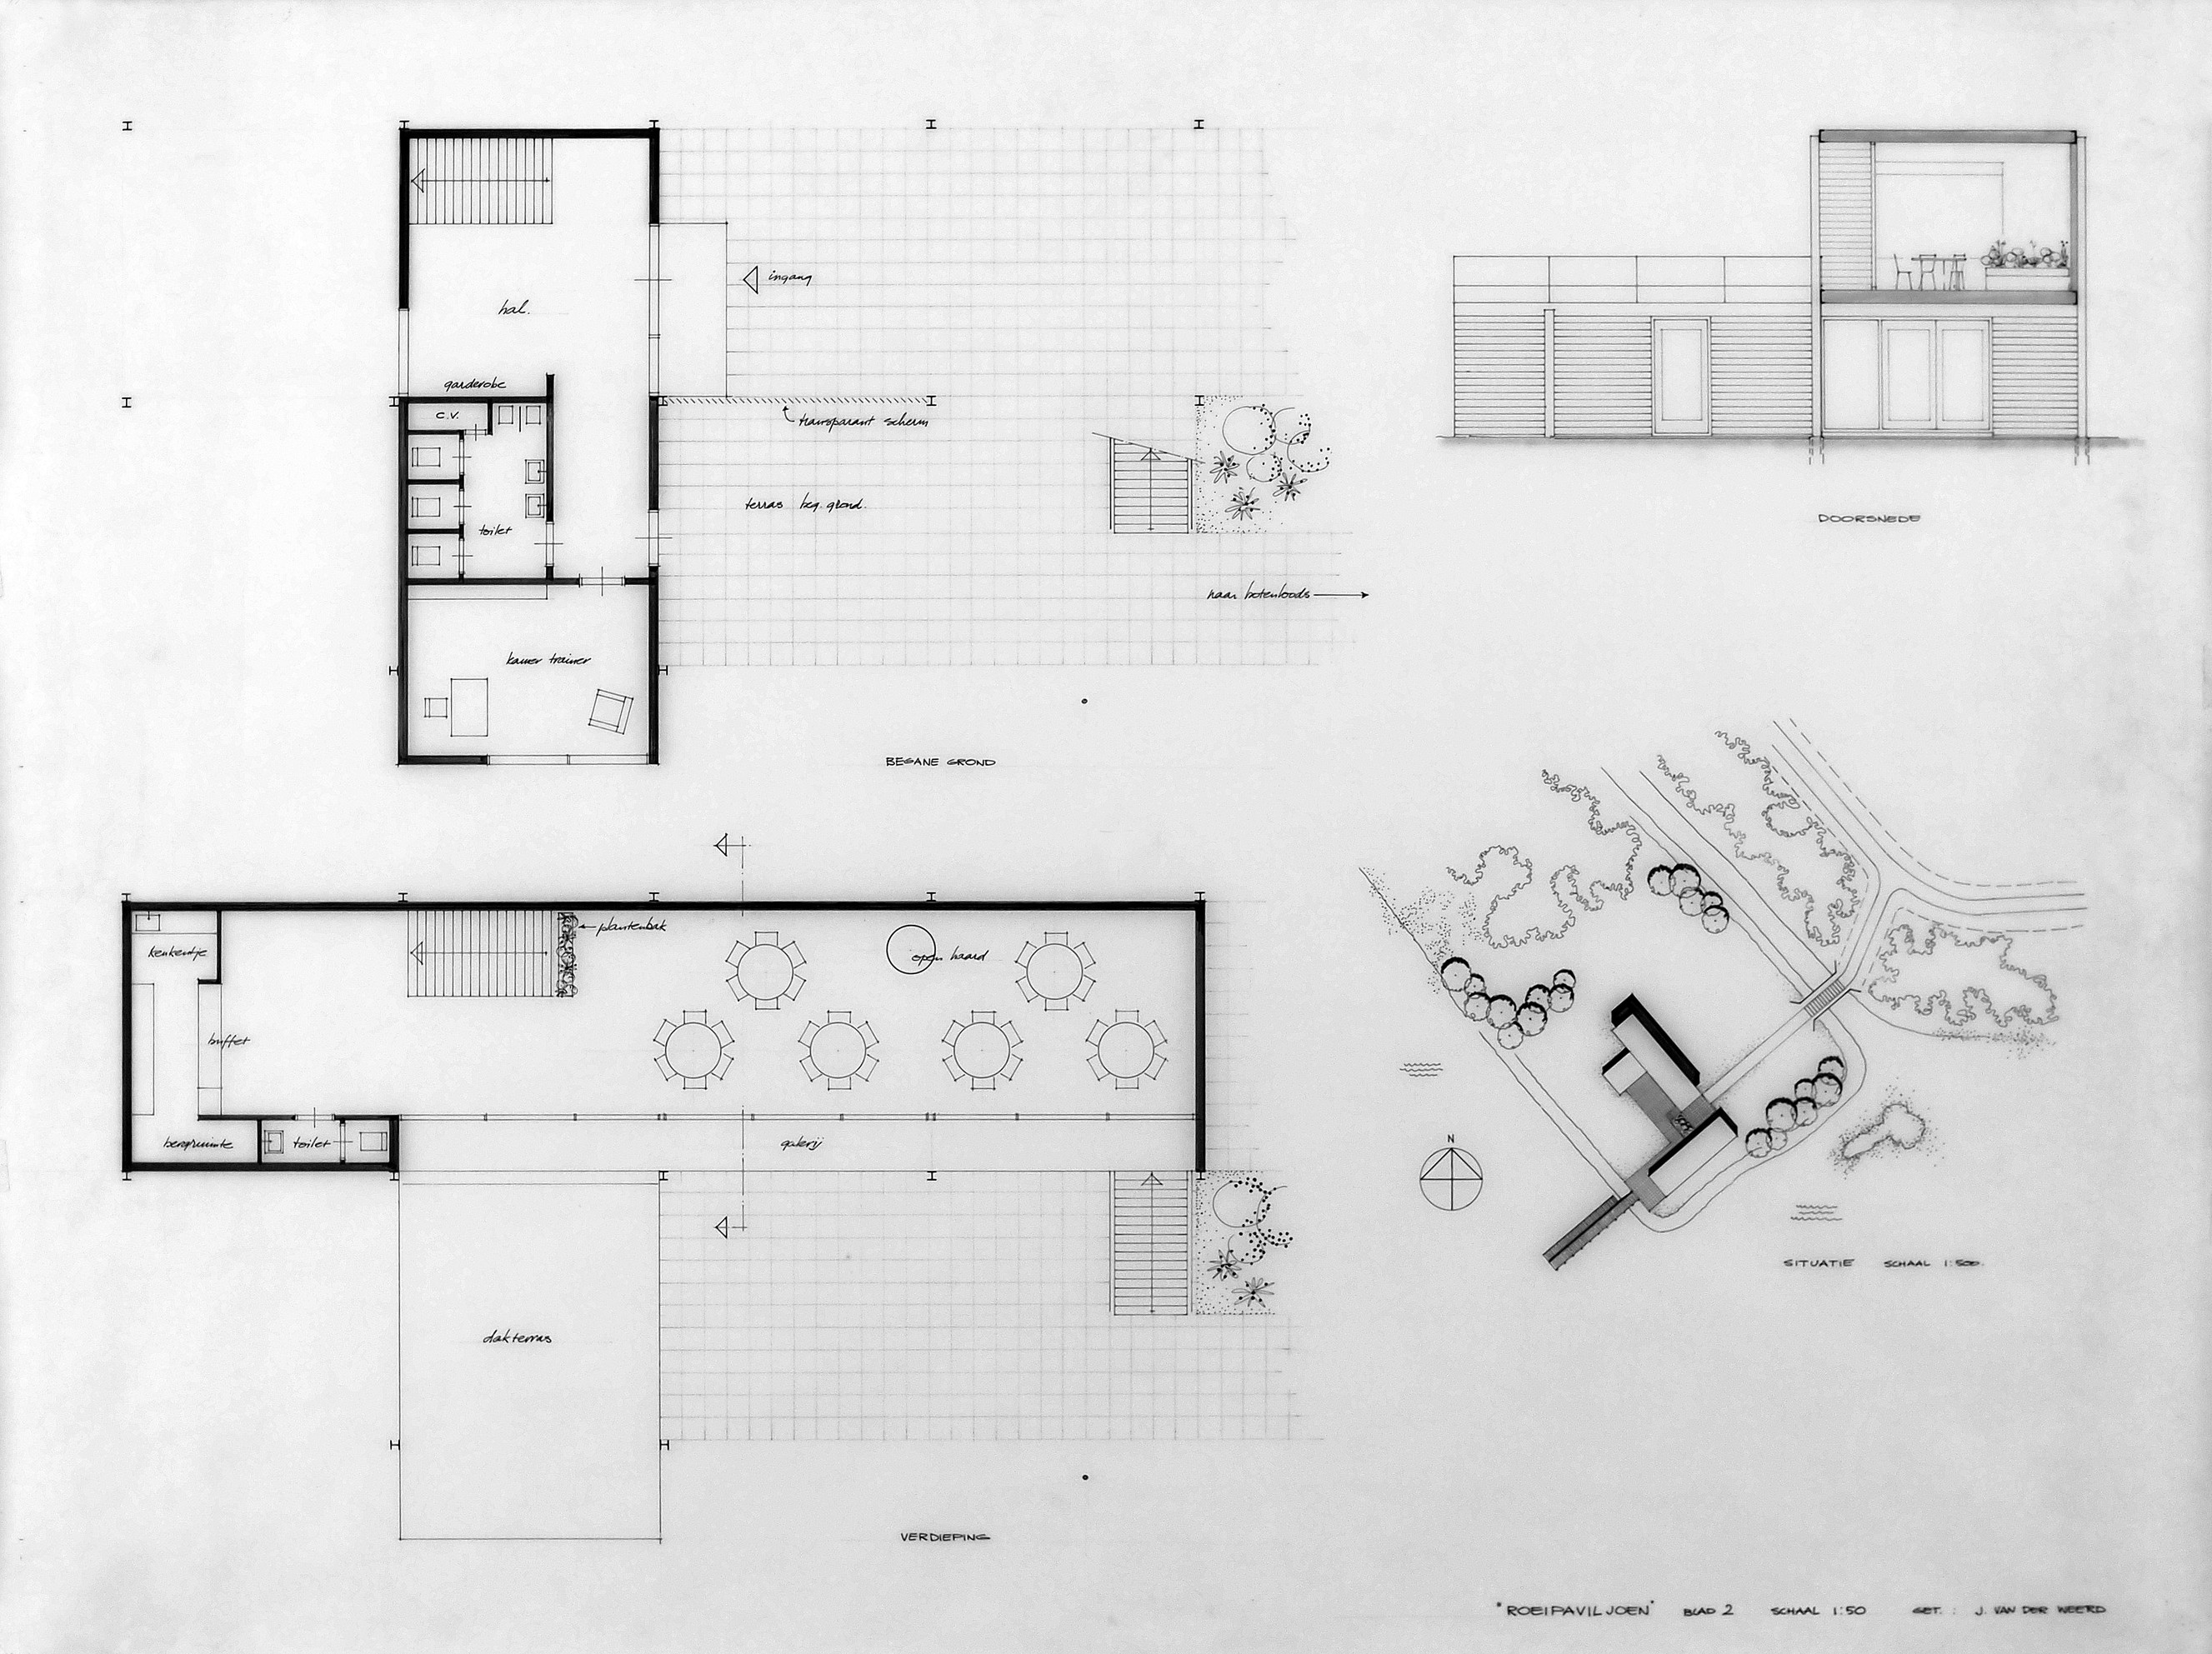 ingang
hal.
garderobe
c.v.
transparant scherm
terras beg. grond.
toilet
naar botenloods
kamer trainer
BEGANE GROND
DOORSNEDE
plantenbak
keukentje
open haard
buffet
bergruimte
toilet
galerij
dakterras
VERDIEPING
N
SITUATIE SCHAAL 1:500
"ROEIPAVILJOEN" BLAD 2 SCHAAL 1:50 GET.: J. VAN DER WEERD